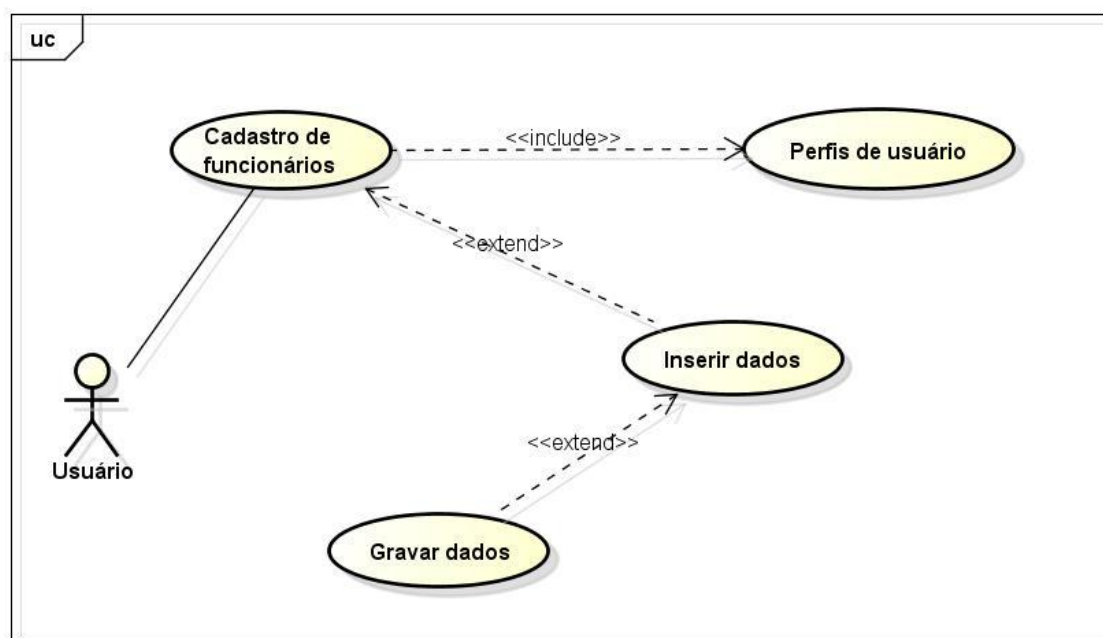 uc
Cadastro de
funcionários
<<include>>
Perfis de usuário
<<extend>>
Inserir dados
<<extend>>
Usuário
Gravar dados